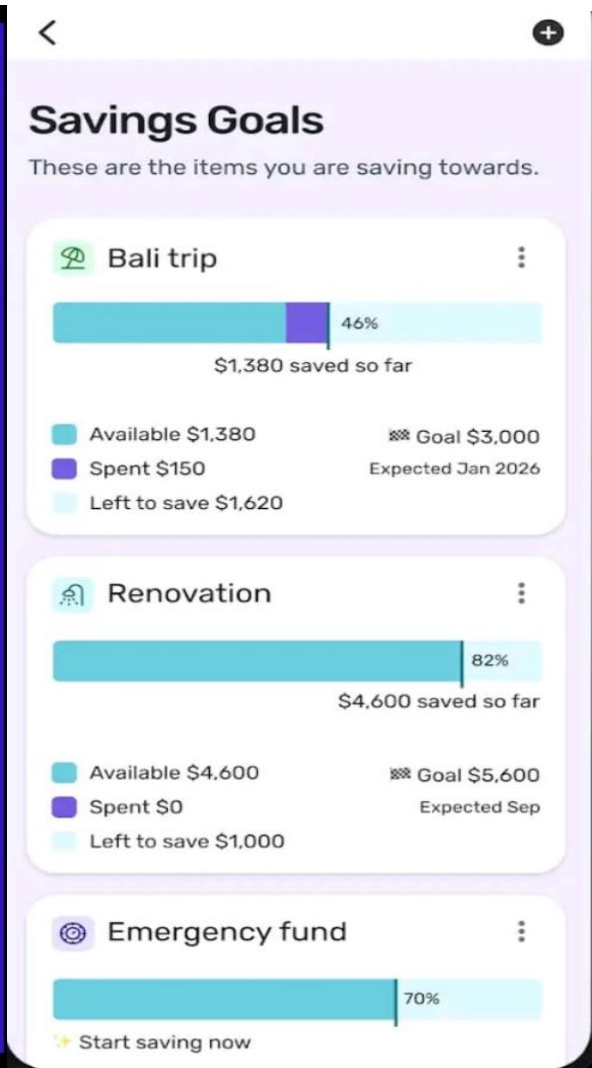 Savings Goals
These are the items you are saving towards.
Bali trip
46%
$1,380 saved so far
Available $1,380
Goal $3,000
Spent $150
Expected Jan 2026
Left to save $1,620
Renovation
82%
$4,600 saved so far
Available $4,600
Goal $5,600
Spent $0
Expected Sep
Left to save $1,000
Emergency fund
70%
✨ Start saving now